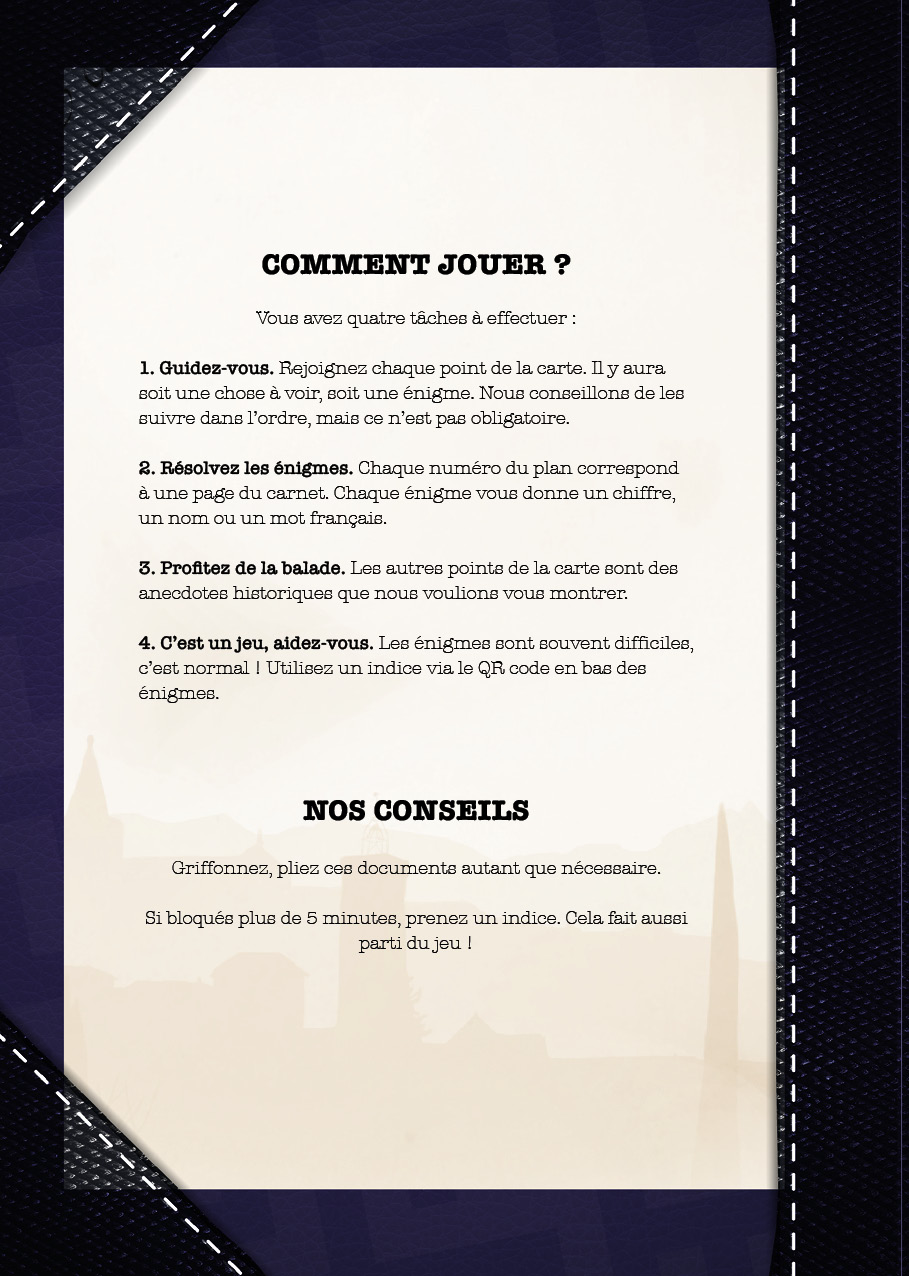 COMMENT JOUER ?
Vous avez quatre tâches à effectuer :
1. Guidez-vous. Rejoignez chaque point de la carte. Il y aura
soit une chose à voir, soit une énigme. Nous conseillons de les
suivre dans l'ordre, mais ce n'est pas obligatoire.
2. Résolvez les énigmes. Chaque numéro du plan correspond
à une page du carnet. Chaque énigme vous donne un chiffre,
un nom ou un mot français.
3. Profitez de la balade. Les autres points de la carte sont des
anecdotes historiques que nous voulions vous montrer.
4. C'est un jeu, aidez-vous. Les énigmes sont souvent difficiles,
c'est normal ! Utilisez un indice via le QR code en bas des
énigmes.
NOS CONSEILS
Griffonnez, pliez ces documents autant que nécessaire.
Si bloqués plus de 5 minutes, prenez un indice. Cela fait aussi
parti du jeu !